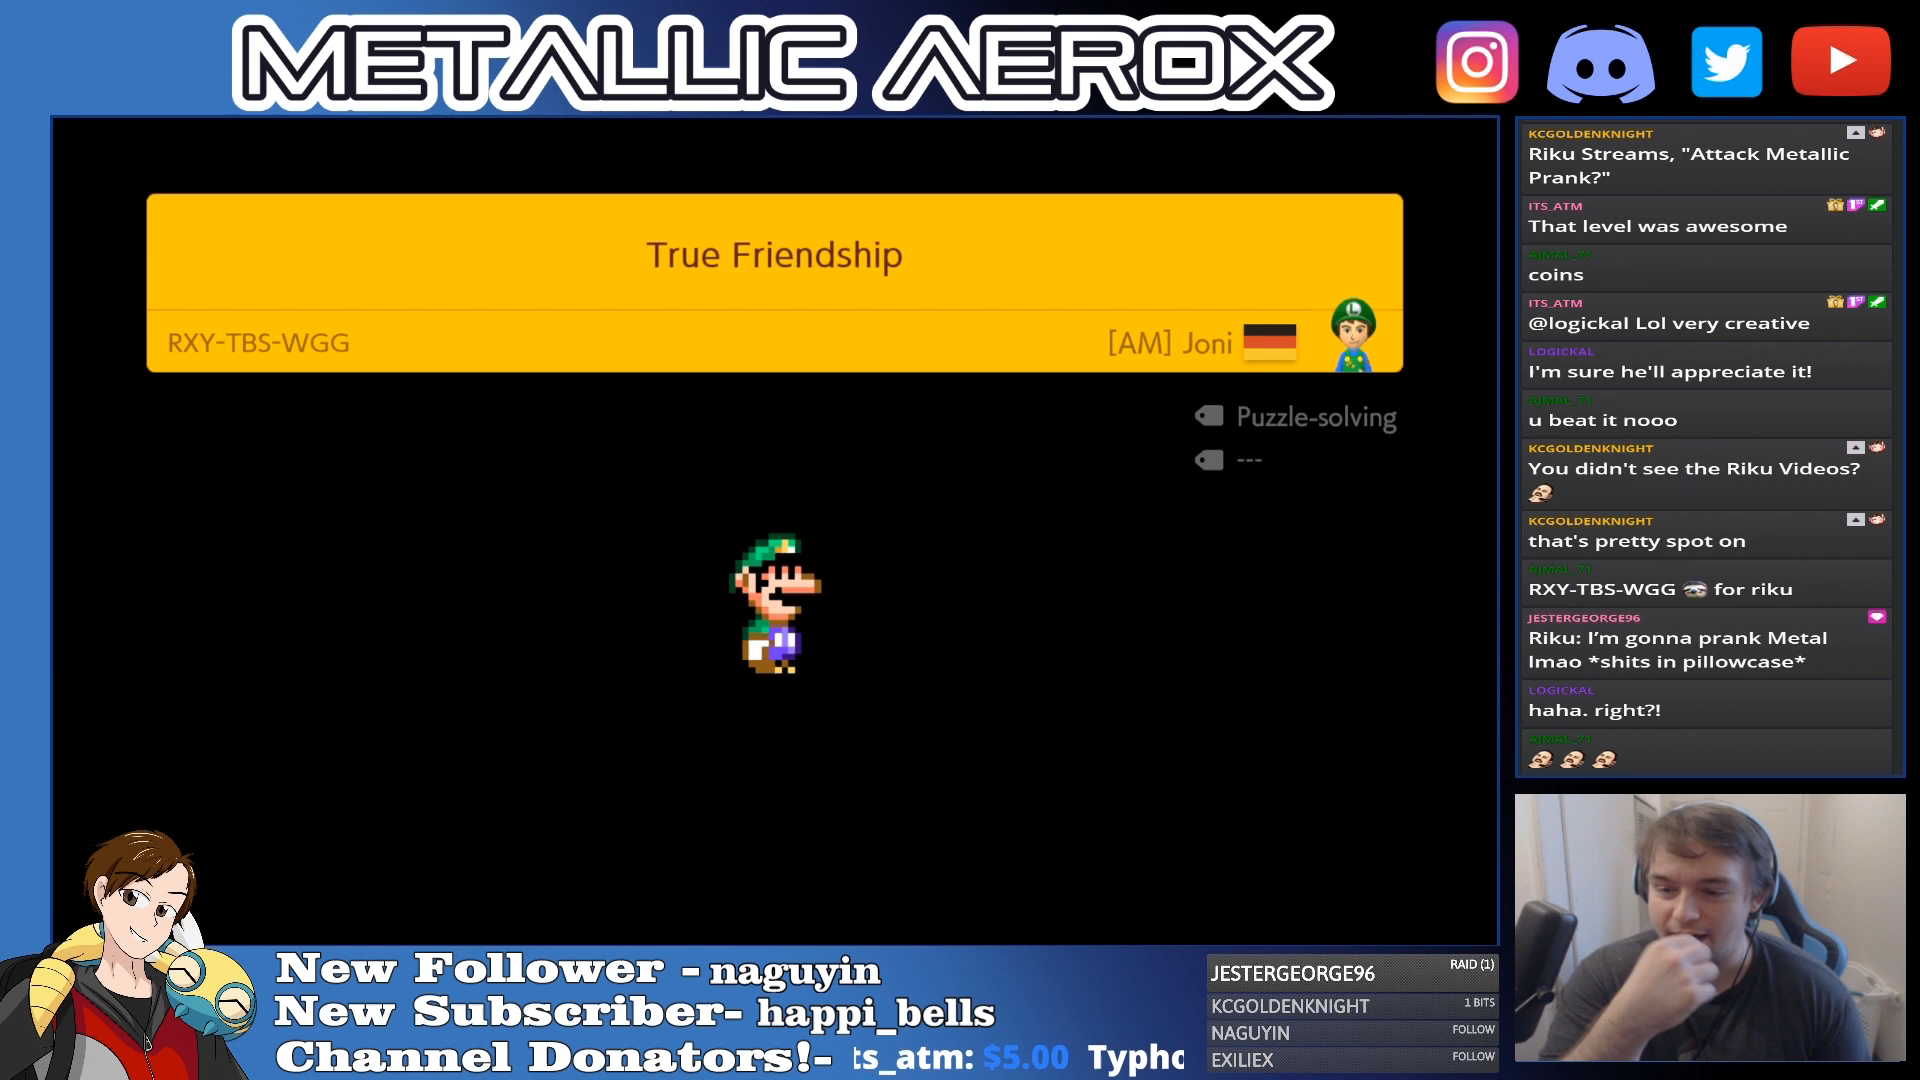 METALLIC AEROX
True Friendship
RXY-TBS-WGG
[AM] Joni
Puzzle-solving
---
KCGOLDENKNIGHT
Riku Streams, "Attack Metallic
Prank?"
ITS_ATM
That level was awesome
AJMAL_71
coins
ITS_ATM
@logickal Lol very creative
LOGICKAL
I'm sure he'll appreciate it!
AJMAL_71
u beat it nooo
KCGOLDENKNIGHT
You didn't see the Riku Videos?
KCGOLDENKNIGHT
that's pretty spot on
AJMAL_71
RXY-TBS-WGG for riku
JESTERGEORGE96
Riku: I’m gonna prank Metal
lmao *shits in pillowcase*
LOGICKAL
haha. right?!
AJMAL_71
New Follower - naguyin
New Subscriber- happi_bells
Channel Donators!- ts_atm: $5.00 Typho
JESTERGEORGE96 RAID (1)
KCGOLDENKNIGHT 1 BITS
NAGUYIN FOLLOW
EXILIEX FOLLOW